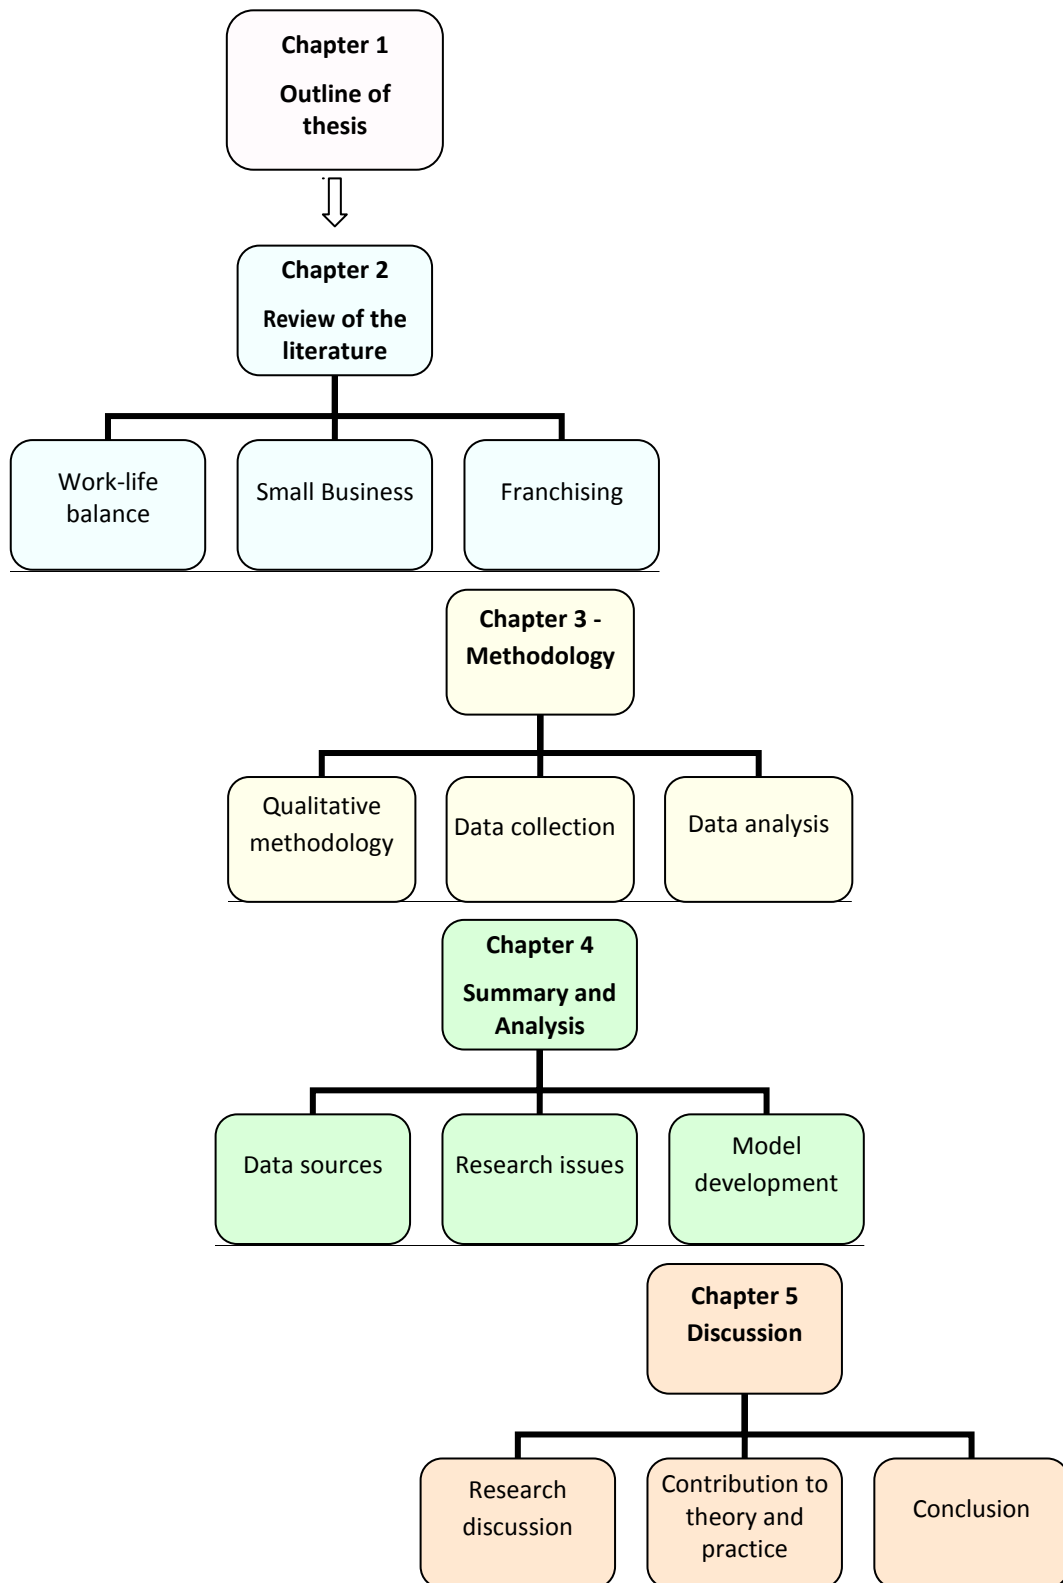 Chapter 1
Outline of
thesis
Chapter 2
Review of the
literature
Work-life
balance
Small Business
Franchising
Chapter 3 -
Methodology
Qualitative
methodology
Data collection
Data analysis
Chapter 4
Summary and
Analysis
Data sources
Research issues
Model
development
Chapter 5
Discussion
Research
discussion
Contribution to
theory and
practice
Conclusion